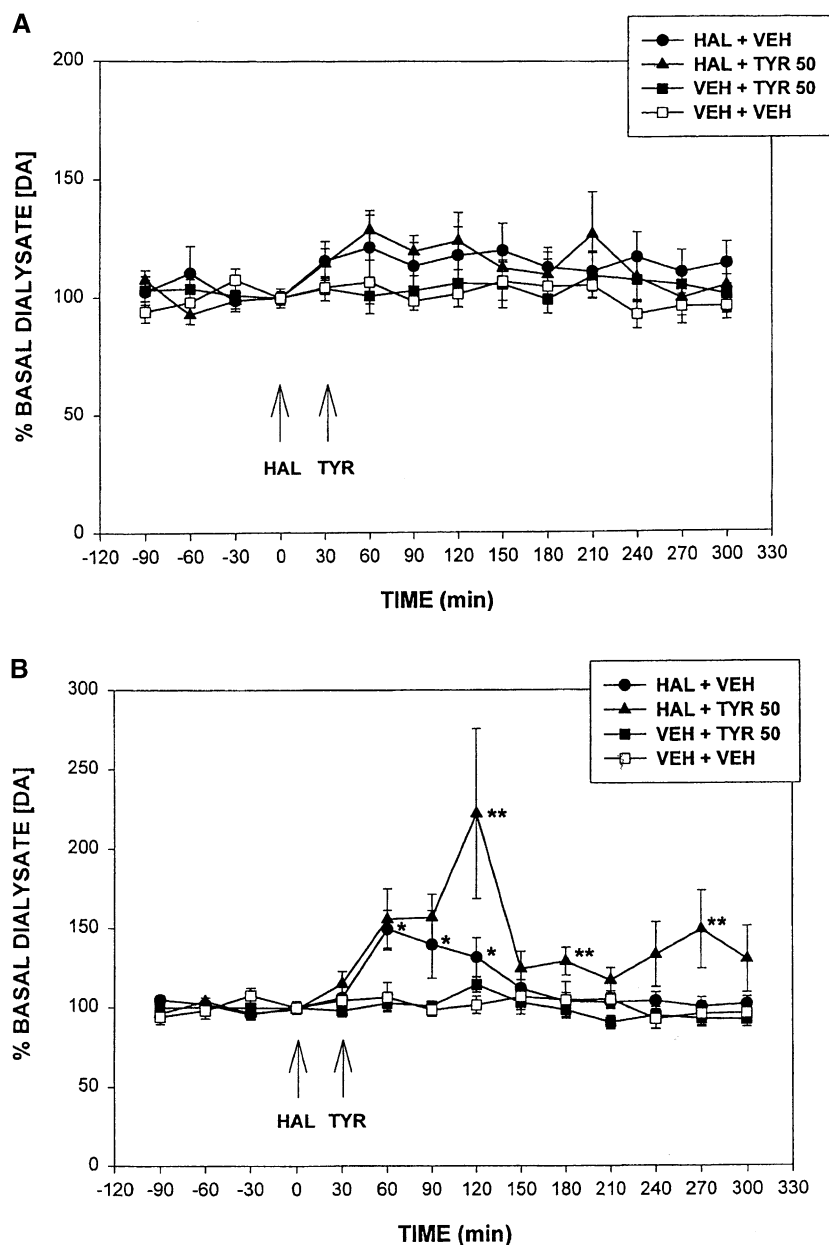 A
HAL + VEH
HAL + TYR 50
VEH + TYR 50
VEH + VEH
200
150
100
50
0
% BASAL DIALYSATE [DA]
HAL TYR
-120 -90 -60 -30 0 30 60 90 120 150 180 210 240 270 300 330
TIME (min)
B
HAL + VEH
HAL + TYR 50
VEH + TYR 50
VEH + VEH
300
250
200
150
100
50
0
% BASAL DIALYSATE [DA]
**
* * *
** **
HAL TYR
-120 -90 -60 -30 0 30 60 90 120 150 180 210 240 270 300 330
TIME (min)